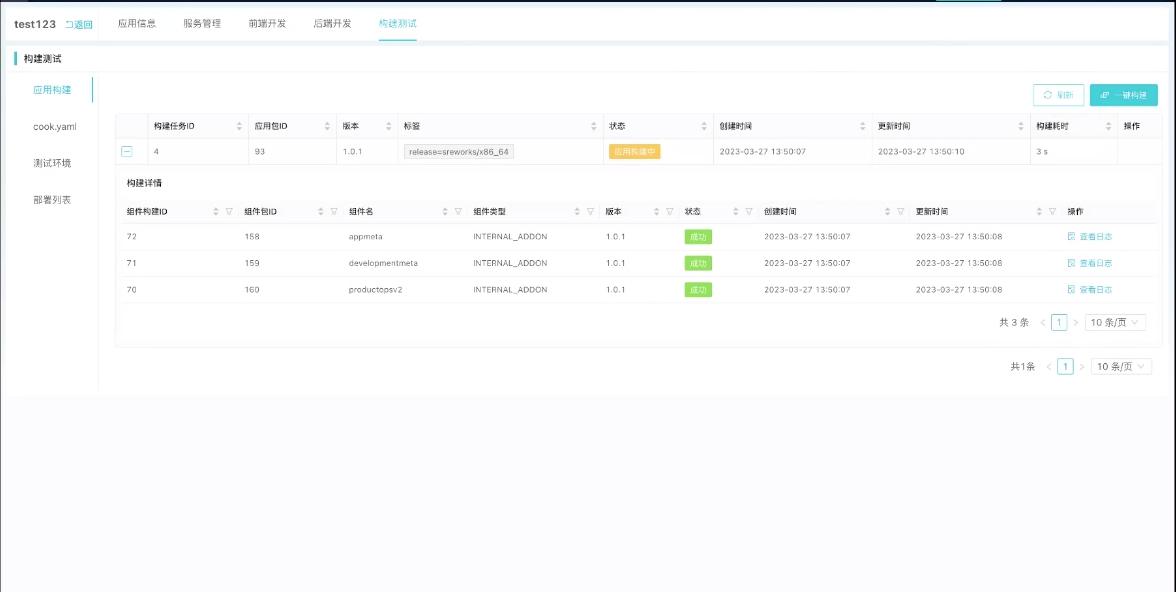 test123 返回 应用信息 服务管理 前端开发 后端开发 构建测试
构建测试
应用构建
cook.yaml
测试环境
部署列表
刷新 一键构建
构建任务ID 应用包ID 版本 标签 状态 创建时间 更新时间 构建耗时 操作
4 93 1.0.1 release=sreworks/x86_64 应用构建中 2023-03-27 13:50:07 2023-03-27 13:50:10 3 s
构建详情
组件构建ID 组件包ID 组件名 组件类型 版本 状态 创建时间 更新时间 操作
72 158 appmeta INTERNAL_ADDON 1.0.1 成功 2023-03-27 13:50:07 2023-03-27 13:50:08 查看日志
71 159 developmentmeta INTERNAL_ADDON 1.0.1 成功 2023-03-27 13:50:07 2023-03-27 13:50:08 查看日志
70 160 productopsv2 INTERNAL_ADDON 1.0.1 成功 2023-03-27 13:50:07 2023-03-27 13:50:08 查看日志
共 3 条 < 1 > 10 条/页
共1条 < 1 > 10 条/页